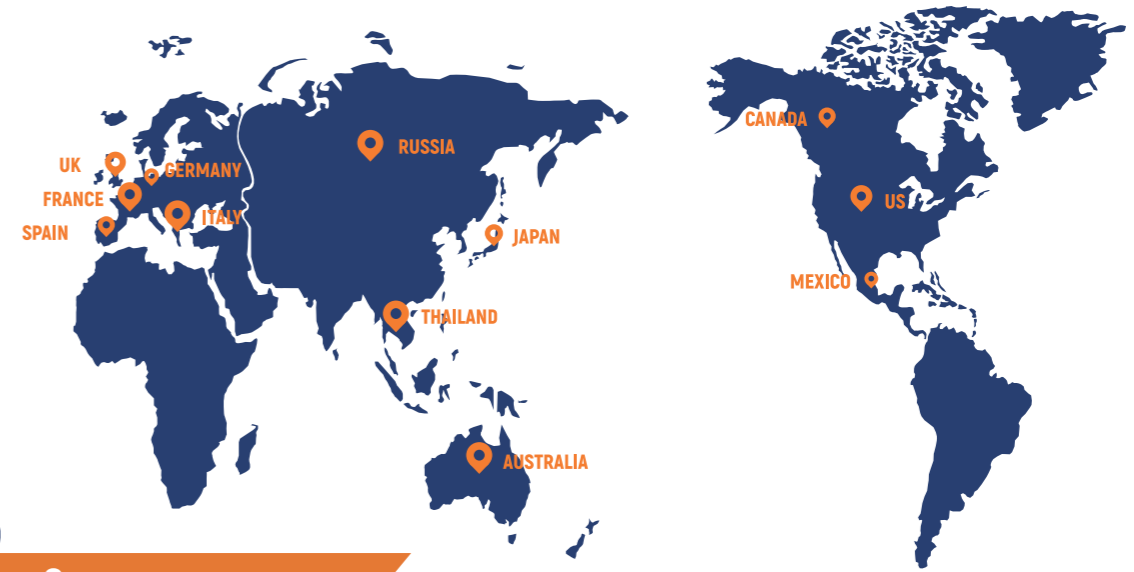 CANADA
RUSSIA
UK
GERMANY
FRANCE
US
ITALY
SPAIN
JAPAN
MEXICO
THAILAND
AUSTRALIA